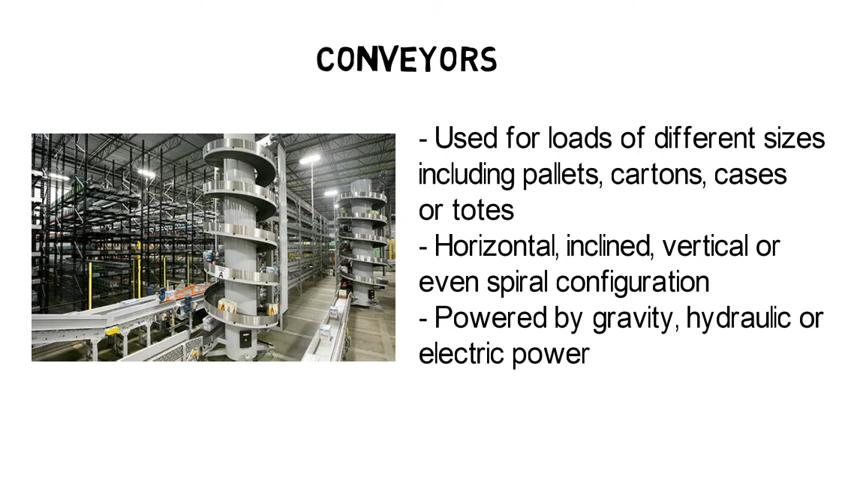 CONVEYORS
- Used for loads of different sizes
including pallets, cartons, cases
or totes
- Horizontal, inclined, vertical or
even spiral configuration
- Powered by gravity, hydraulic or
electric power
A